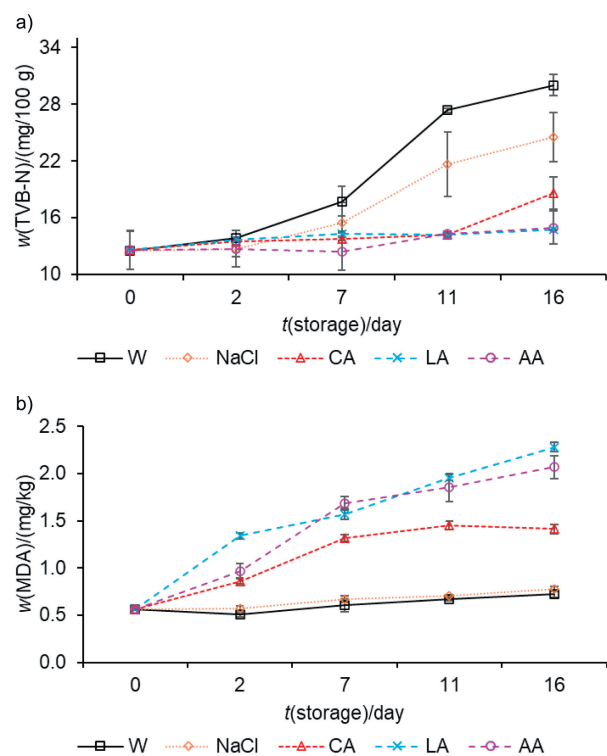 a)
34
28
22
16
10
w(TVB-N)/(mg/100 g)
0 2 7 11 16
t(storage)/day
W NaCl CA LA AA
b)
2.5
2.0
1.5
1.0
0.5
0.0
w(MDA)/(mg/kg)
0 2 7 11 16
t(storage)/day
W NaCl CA LA AA